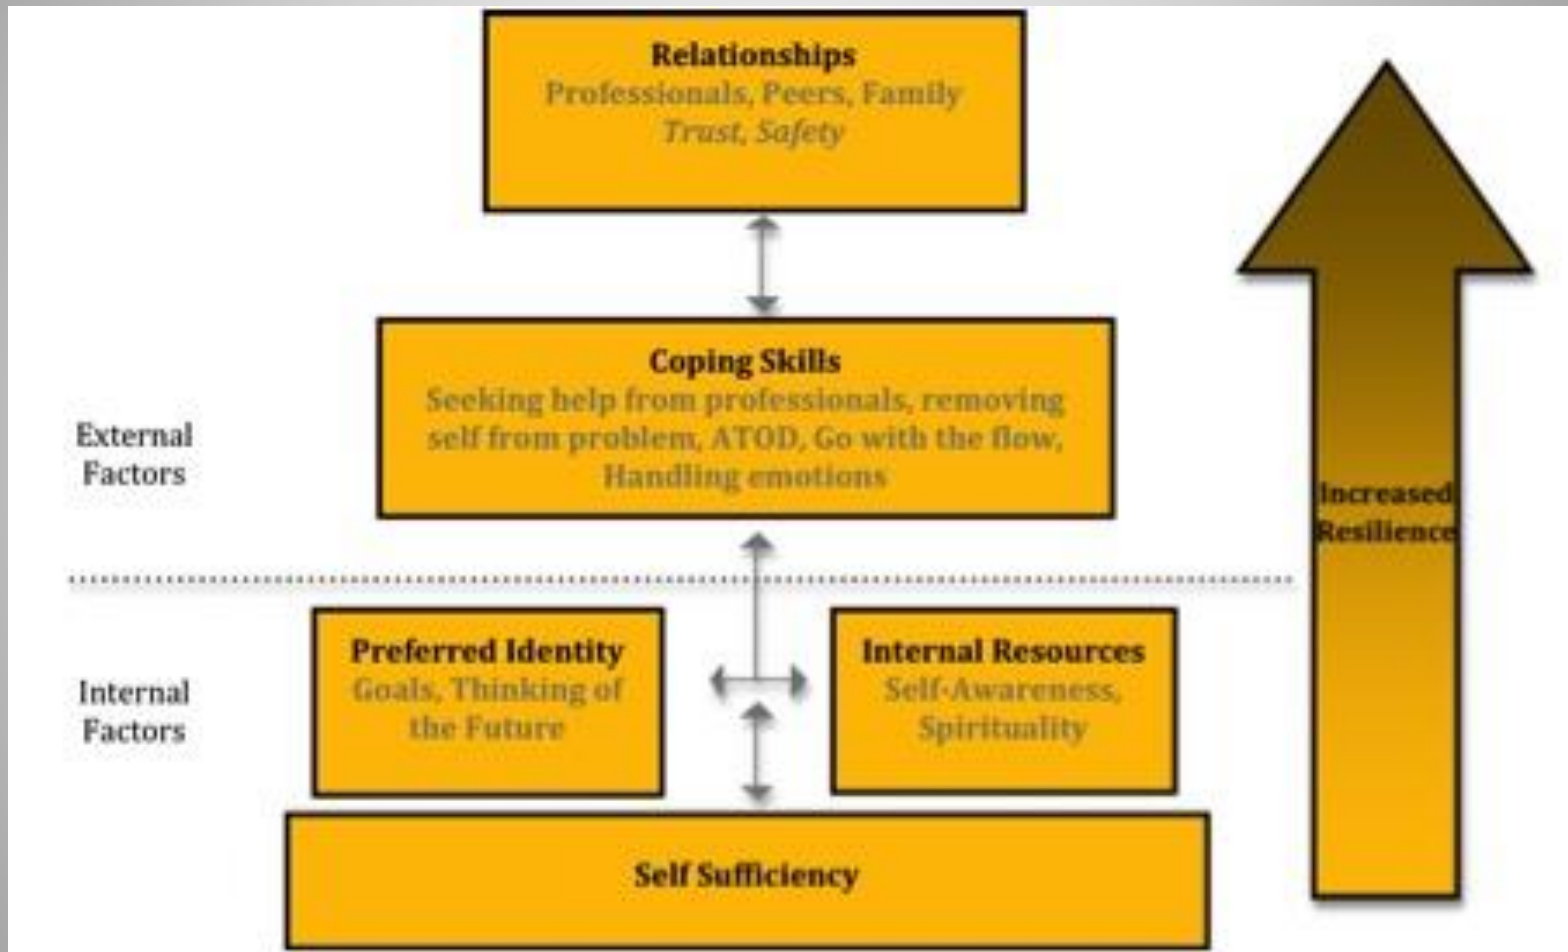 Relationships
Professionals, Peers, Family
Trust, Safety
Coping Skills
Seeking help from professionals, removing
self from problem, ATOD, Go with the flow,
Handling emotions
External
Factors
Increased
Resilience
Internal
Factors
Preferred Identity
Goals, Thinking of
the Future
Internal Resources
Self-Awareness,
Spirituality
Self Sufficiency